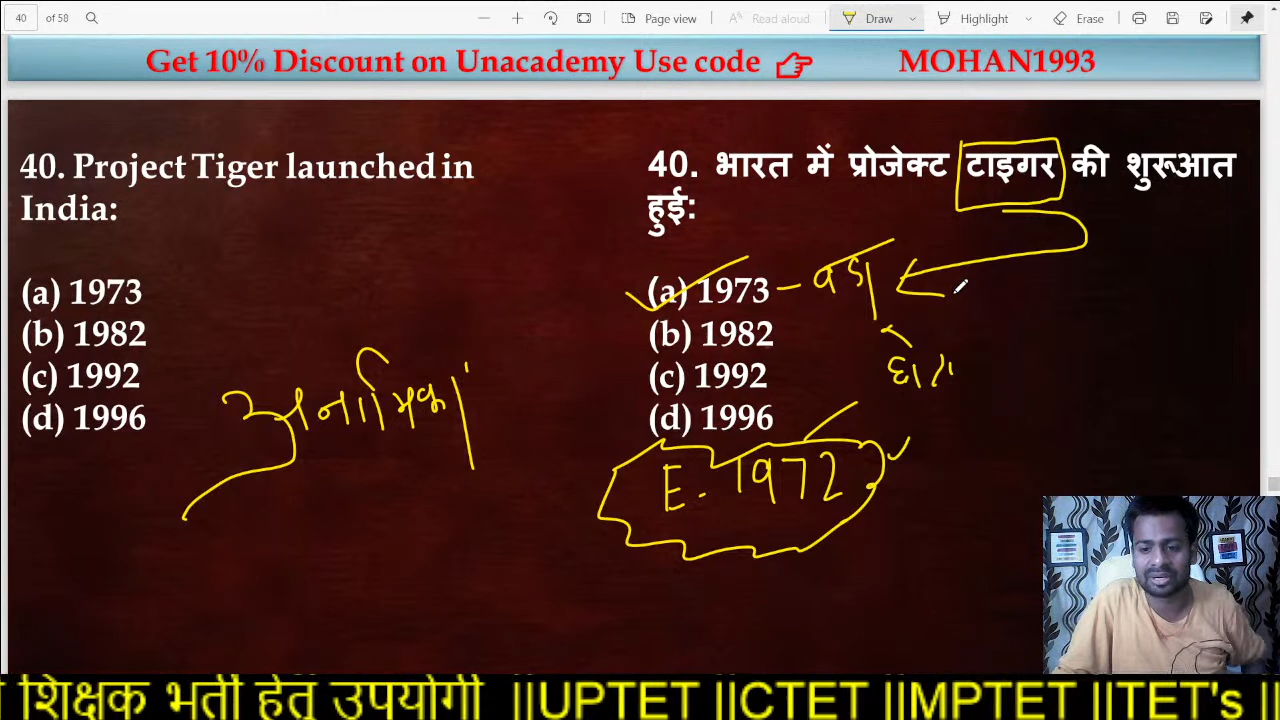 40 of 58 Page view Read aloud Draw Highlight Erase
Get 10% Discount on Unacademy Use code MOHAN1993
40. Project Tiger launched in
India:
(a) 1973
(b) 1982
(c) 1992
(d) 1996
अनामिका
40. भारत में प्रोजेक्ट टाइगर की शुरूआत
हुईः
(a) 1973 –
(b) 1982
(c) 1992
(d) 1996
E. 1972
शिक्षक भर्ती हेतु उपयोगी ||UPTET ||CTET ||MPTET ||TET's ||